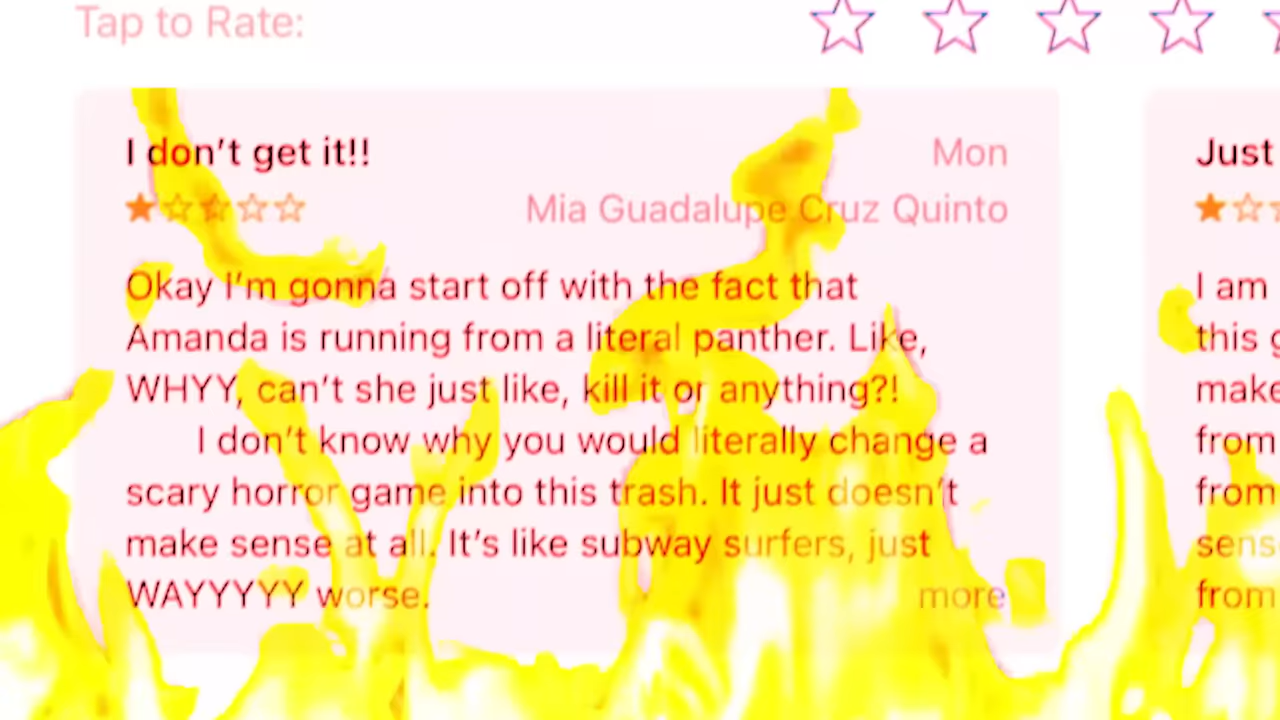 Tap to Rate:
I don't get it!!
Mon
Mia Guadalupe Cruz Quinto
Okay I'm gonna start off with the fact that
Amanda is running from a literal panther. Like,
WHYY, can't she just like, kill it or anything?!
I don't know why you would literally change a
scary horror game into this trash. It just doesn't
make sense at all. It's like subway surfers, just
WAYYYYY worse.
more
Just
I am
this g
make
from
from
sens
from